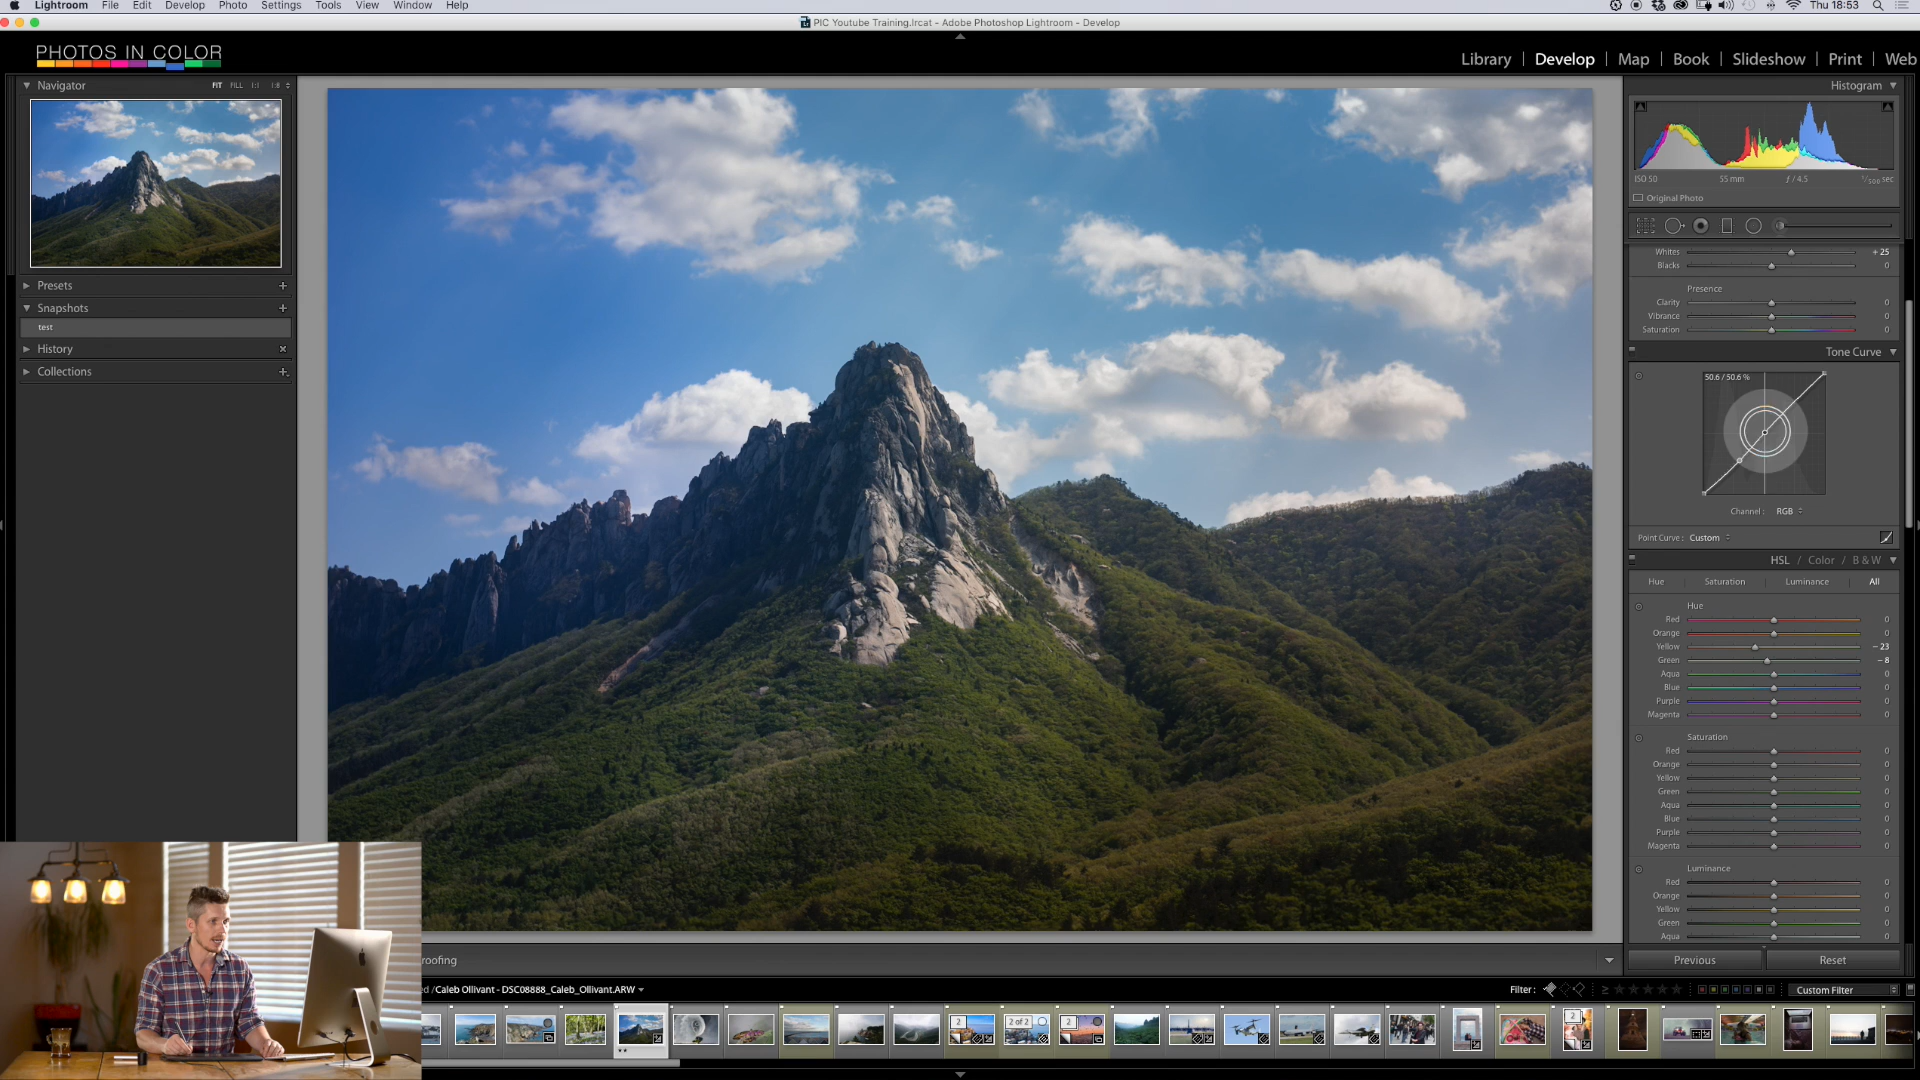 Lightroom File Edit Develop Photo Settings Tools View Window Help Thu 18:53
PIC Youtube Training.lrcat - Adobe Photoshop Lightroom - Develop
PHOTOS IN COLOR
Library | Develop | Map | Book | Slideshow | Print | Web
Navigator FIT FILL 1:1 1:8
Presets
Snapshots
test
History
Collections
Histogram
ISO 50 55 mm ƒ / 4.5 1/500 sec
Original Photo
Whites + 25
Blacks 0
Presence
Clarity 0
Vibrance 0
Saturation 0
Tone Curve
50.6 / 50.6 %
Channel : RGB
Point Curve : Custom
HSL / Color / B & W
Hue Saturation Luminance All
Hue
Red 0
Orange 0
Yellow - 23
Green - 8
Aqua 0
Blue 0
Purple 0
Magenta 0
Saturation
Red 0
Orange 0
Yellow 0
Green 0
Aqua 0
Blue 0
Purple 0
Magenta 0
Luminance
Red 0
Orange 0
Yellow 0
Green 0
Aqua 0
roofing
Previous Reset
ed / Caleb Ollivant - DSC08888_Caleb_Ollivant.ARW
Filter : ≥ Custom Filter
2
2 of 2
2
2